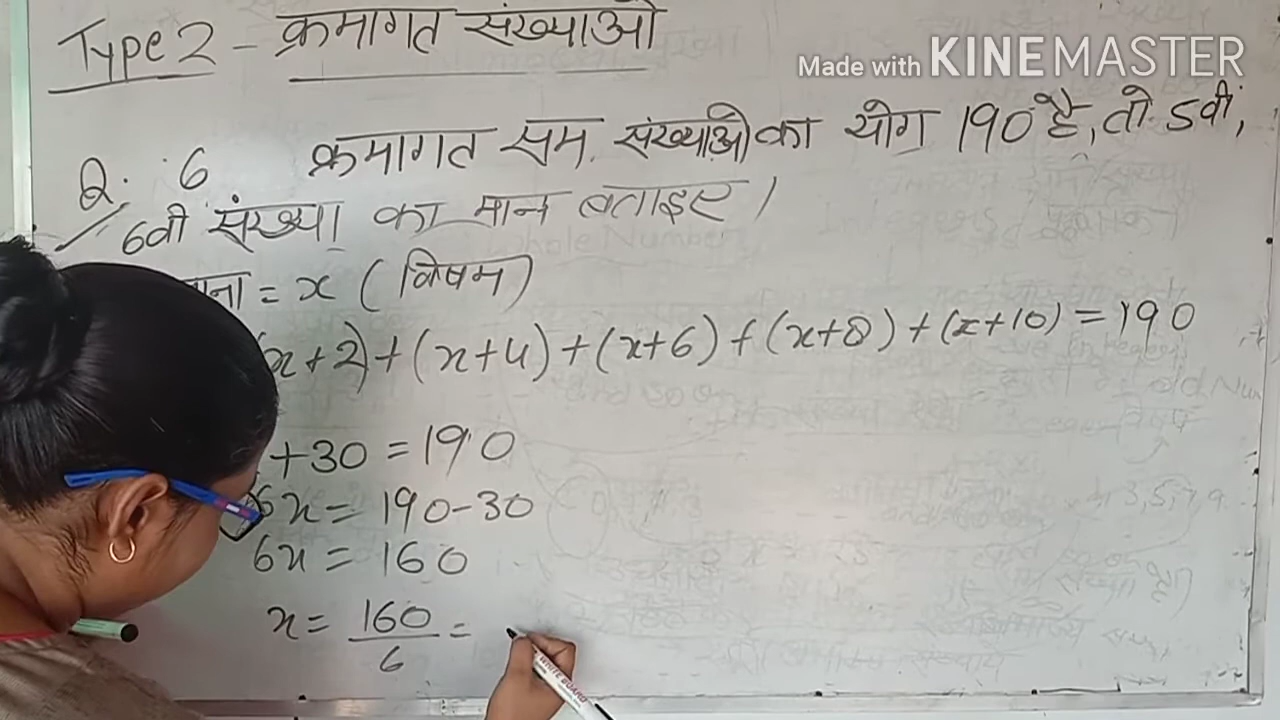 Type 2 - क्रमागत संख्याओ
Made with KINEMASTER
Q. 6 क्रमागत सम संख्याओ का योग 190 है, तो 5वी,
6वी संख्या का मान बताइए।
माना = x (विषम)
(x+2)+(x+4)+(x+6)+(x+8)+(x+10) = 190
+30 = 190
6x = 190-30
6x = 160
x = 160/6 =